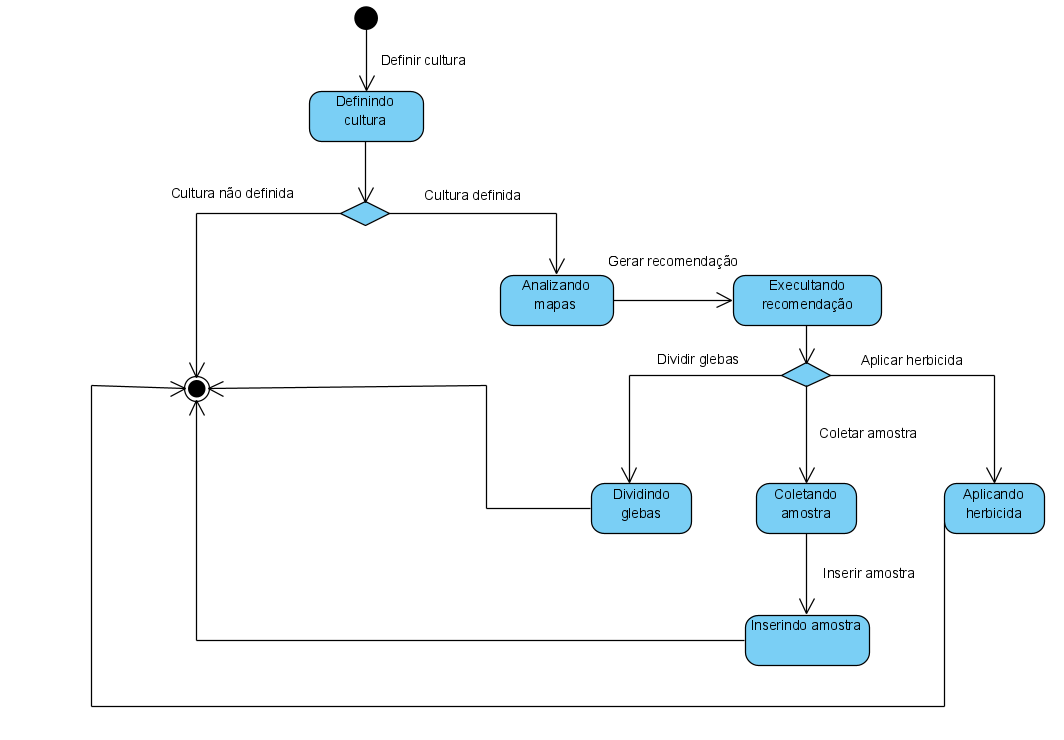 Definir cultura
Definindo
cultura
Cultura não definida
Cultura definida
Gerar recomendação
Analizando
mapas
Execultando
recomendação
Dividir glebas
Aplicar herbicida
Coletar amostra
Dividindo
glebas
Coletando
amostra
Aplicando
herbicida
Inserir amostra
Inserindo amostra